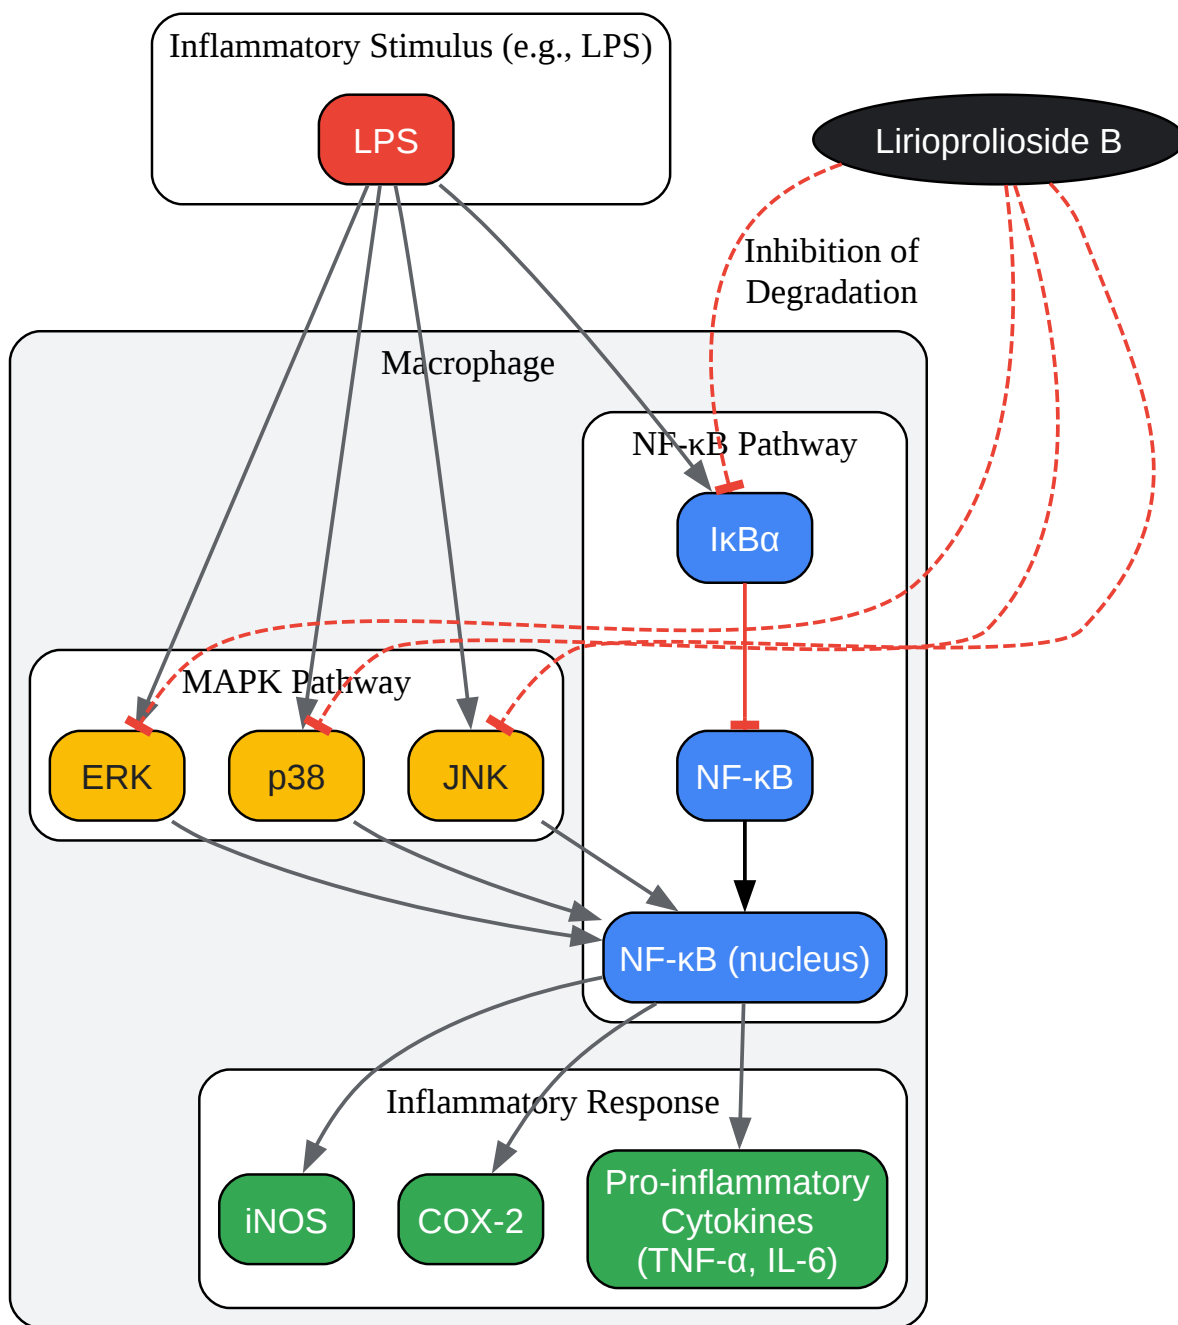 Inflammatory Stimulus (e.g., LPS)
LPS
Lirioprolioside B
Inhibition of
Degradation
Macrophage
NF-κB Pathway
IκBα
MAPK Pathway
ERK
p38
JNK
NF-κB
NF-κB (nucleus)
Inflammatory Response
iNOS
COX-2
Pro-inflammatory
Cytokines
(TNF-α, IL-6)